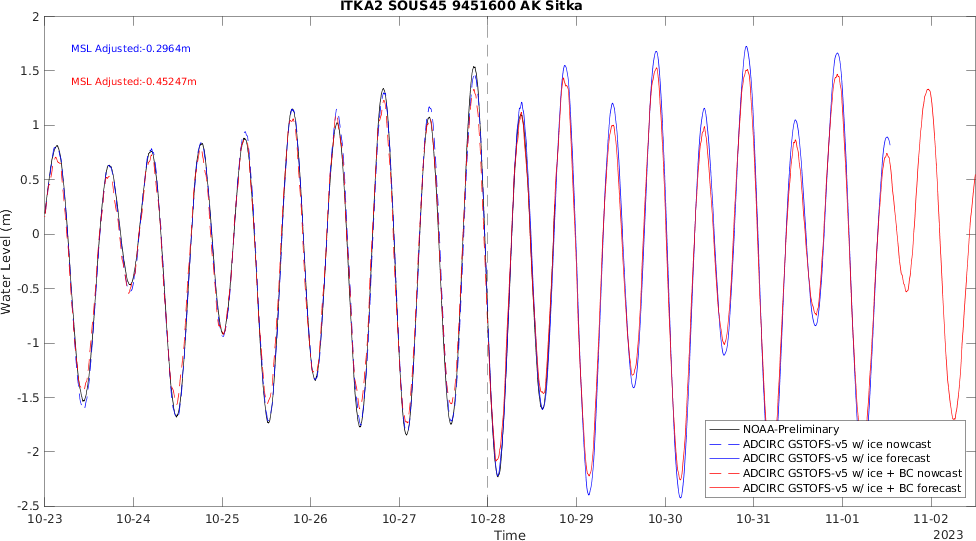 ITKA2 SOUS45 9451600 AK Sitka
MSL Adjusted:-0.2964m
MSL Adjusted:-0.45247m
Water Level (m)
2
1.5
1
0.5
0
-0.5
-1
-1.5
-2
-2.5
NOAA-Preliminary
ADCIRC GSTOFS-v5 w/ ice nowcast
ADCIRC GSTOFS-v5 w/ ice forecast
ADCIRC GSTOFS-v5 w/ ice + BC nowcast
ADCIRC GSTOFS-v5 w/ ice + BC forecast
10-23 10-24 10-25 10-26 10-27 10-28 10-29 10-30 10-31 11-01 11-02
Time
2023